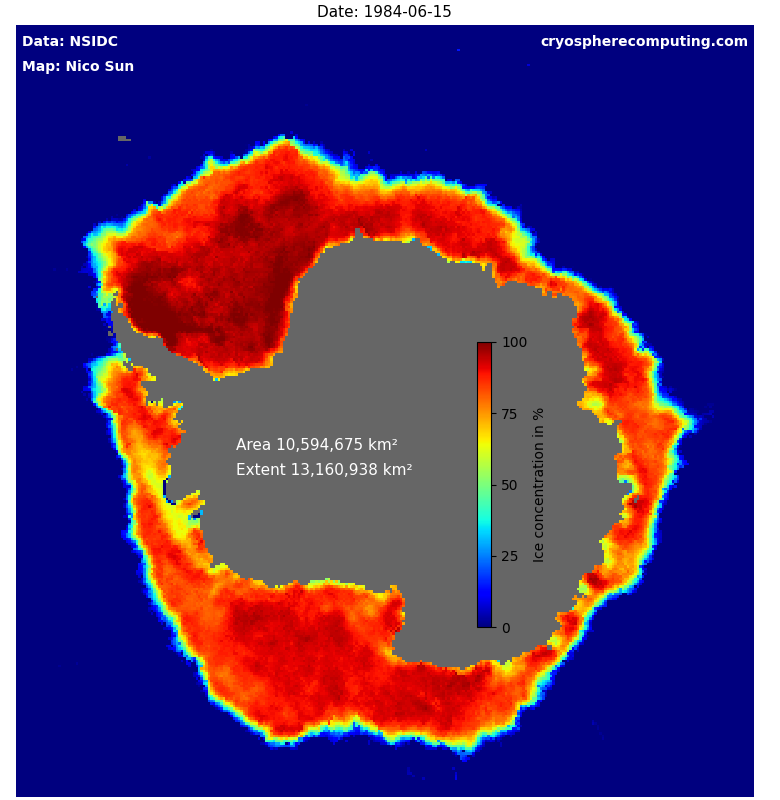 Date: 1984-06-15
Data: NSIDC
cryospherecomputing.com
Map: Nico Sun
100
75
50
25
0
Ice concentration in %
Area 10,594,675 km²
Extent 13,160,938 km²